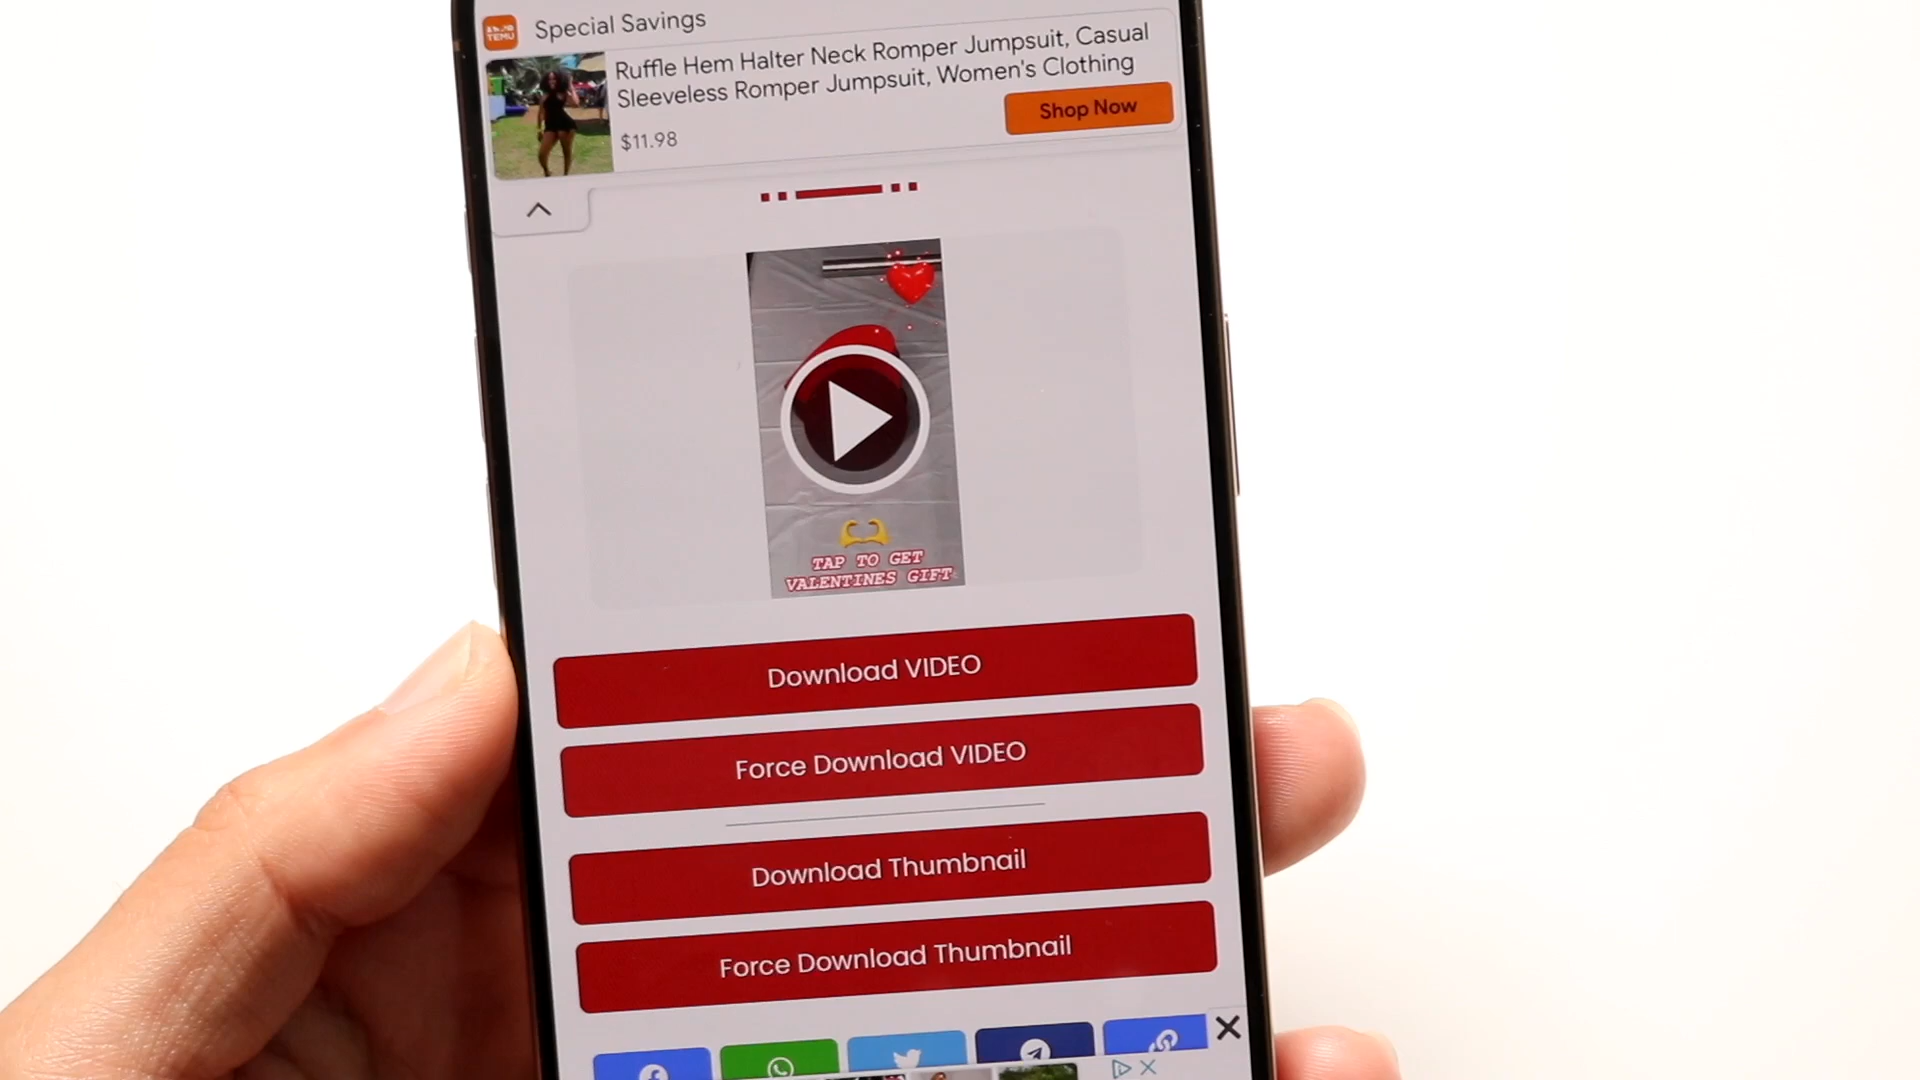 TEMU
Special Savings
Ruffle Hem Halter Neck Romper Jumpsuit, Casual
Sleeveless Romper Jumpsuit, Women's Clothing
$11.98
Shop Now
TAP TO GET
VALENTINES GIFT
Download VIDEO
Force Download VIDEO
Download Thumbnail
Force Download Thumbnail